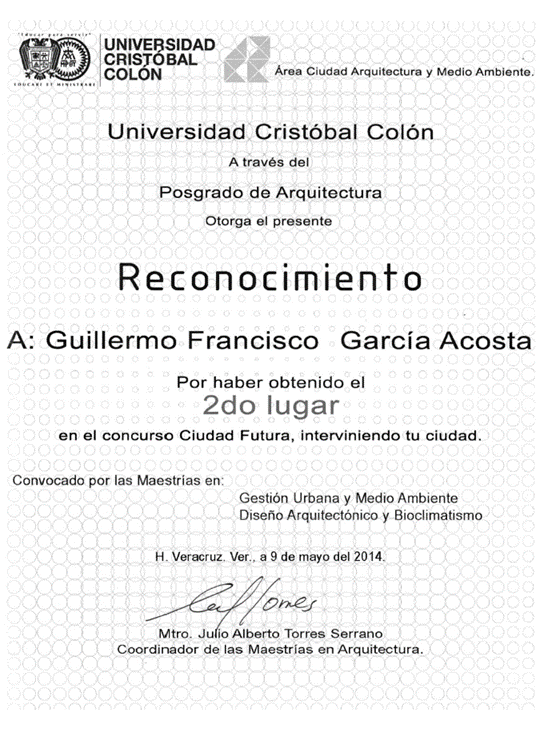 "Educar para servir"
EDUCARE ET MINISTRARE
UNIVERSIDAD
CRISTÓBAL
COLÓN
Área Ciudad Arquitectura y Medio Ambiente.
Universidad Cristóbal Colón
A través del
Posgrado de Arquitectura
Otorga el presente
Reconocimiento
A: Guillermo Francisco García Acosta
Por haber obtenido el
2do lugar
en el concurso Ciudad Futura, interviniendo tu ciudad.
Convocado por las Maestrías en:
Gestión Urbana y Medio Ambiente
Diseño Arquitectónico y Bioclimatismo
H. Veracruz, Ver., a 9 de mayo del 2014.
Mtro. Julio Alberto Torres Serrano
Coordinador de las Maestrías en Arquitectura.